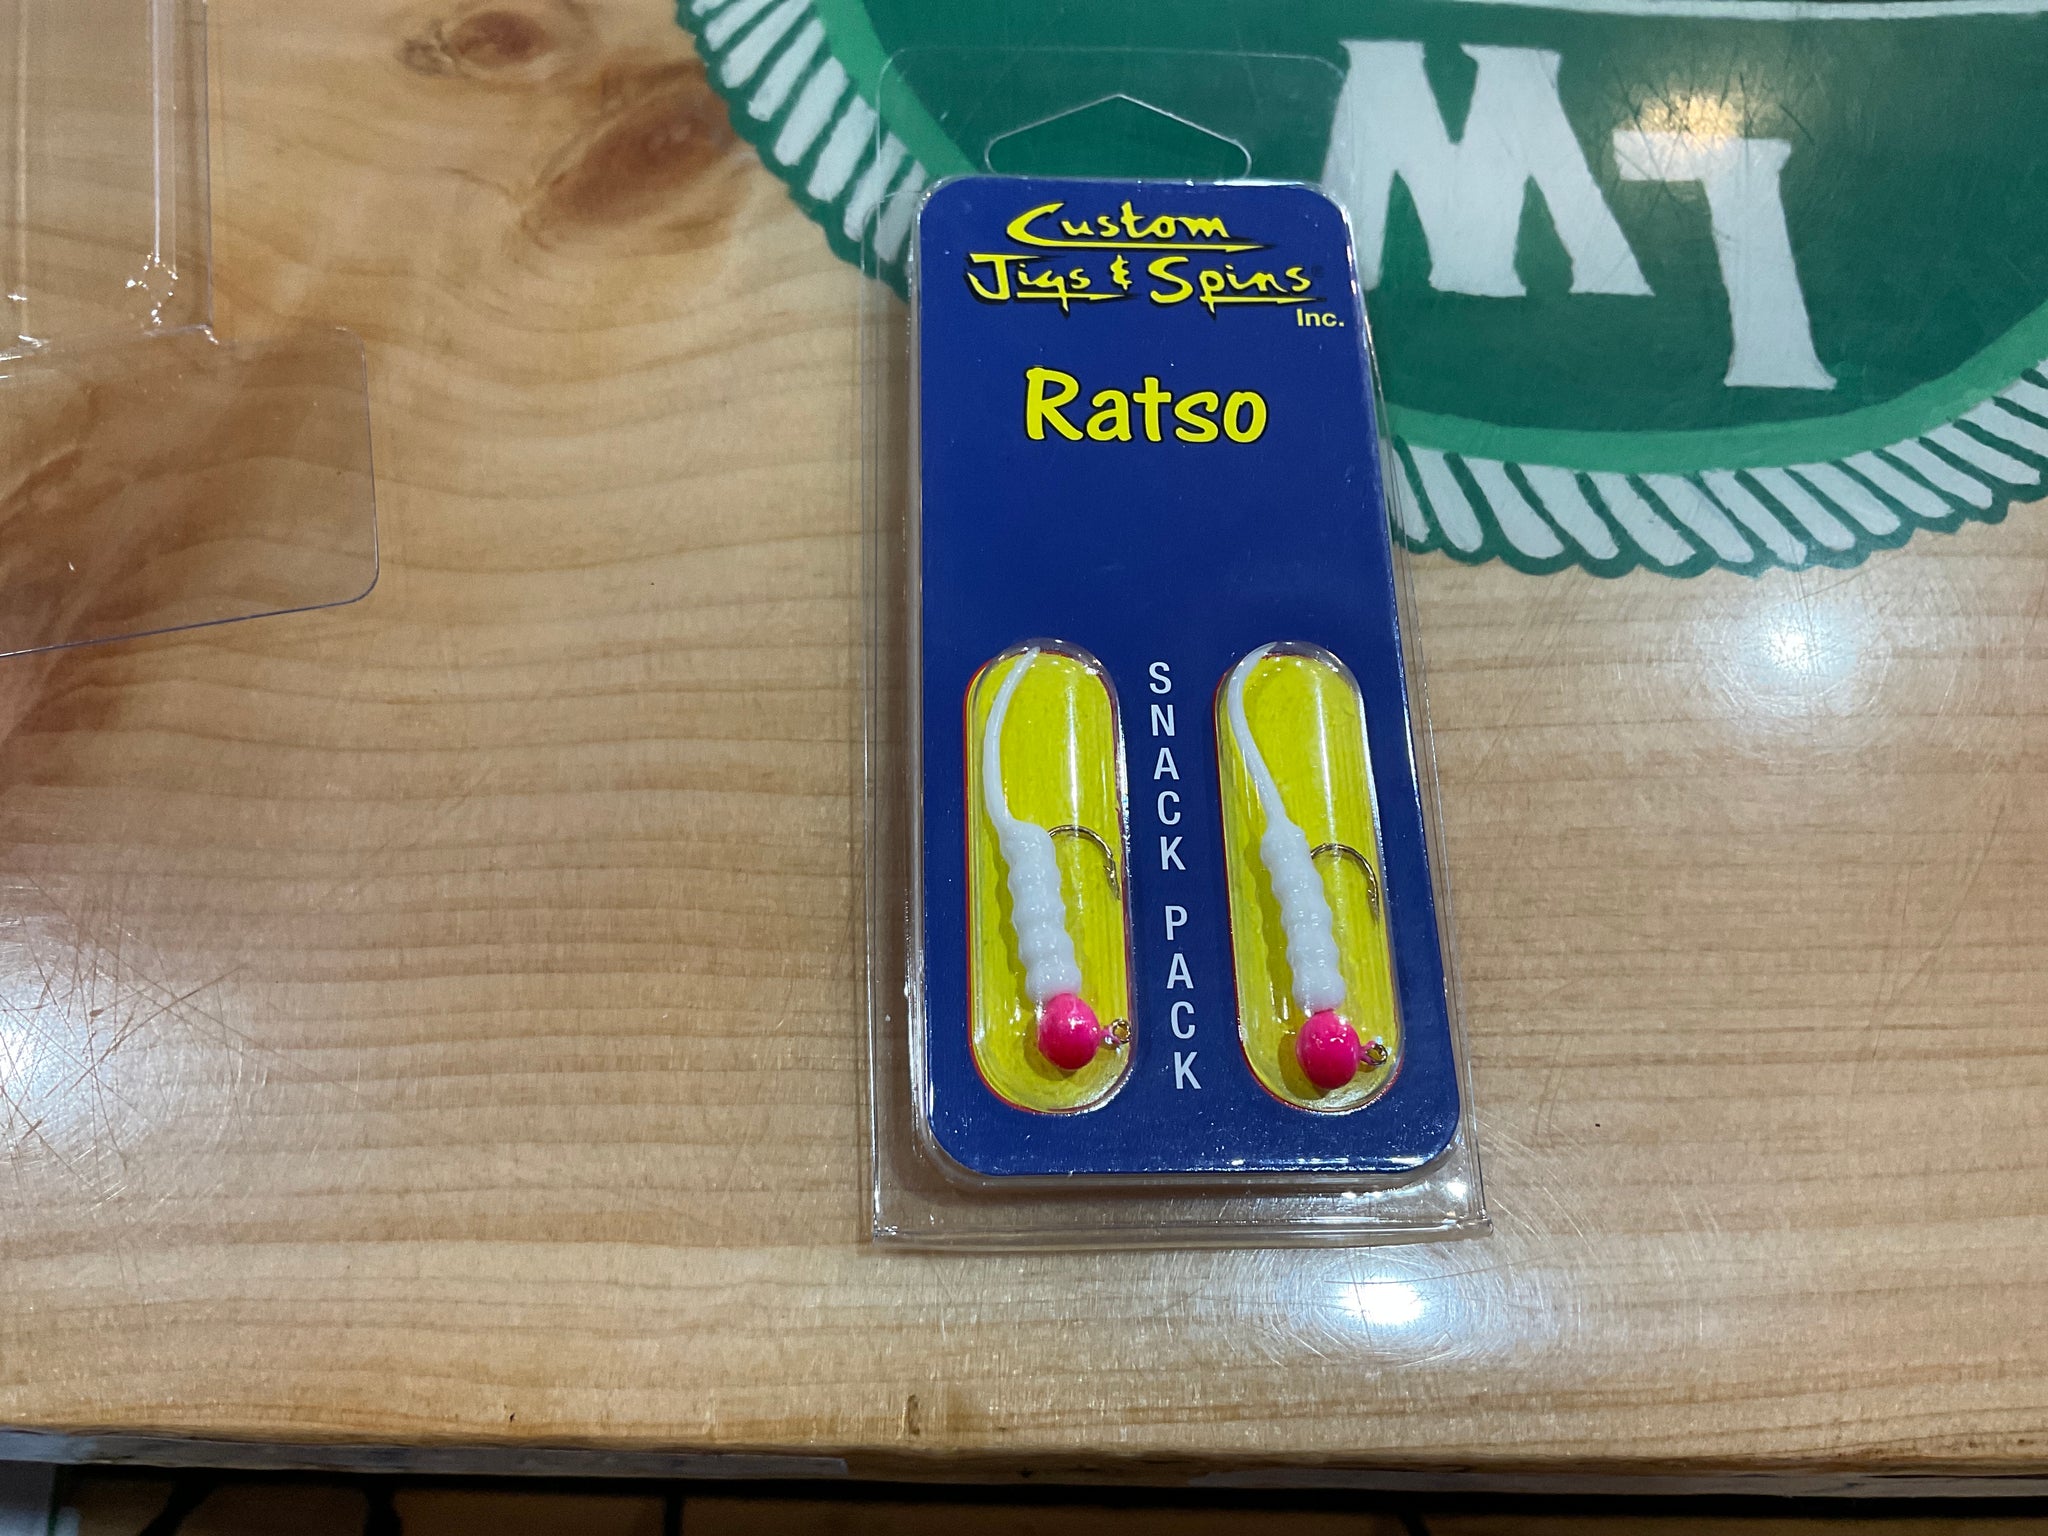 Custom
Jigs & Spins
Inc.
Ratso
SNACK PACK